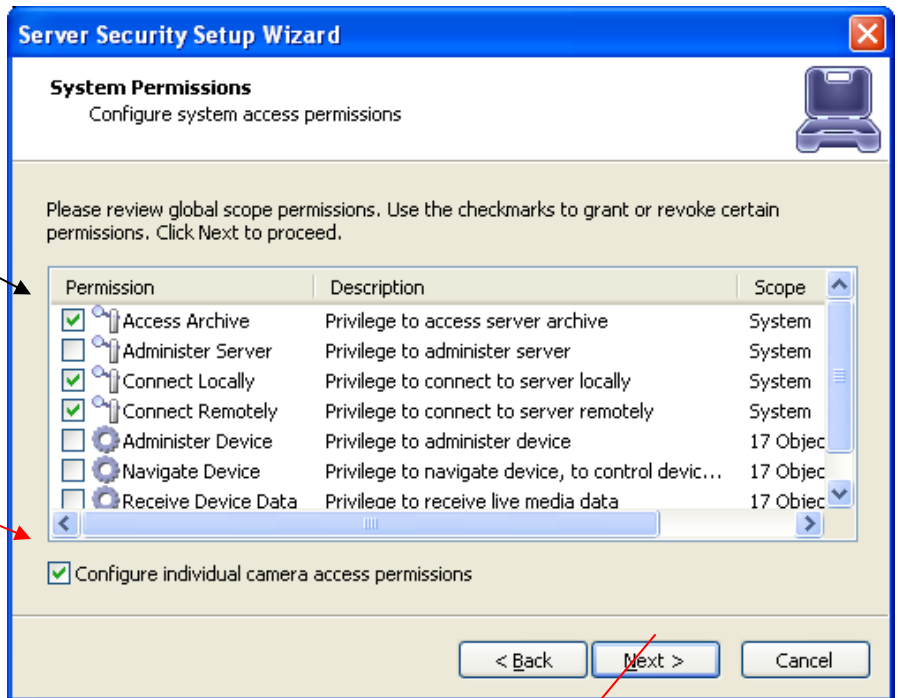 Server Security Setup Wizard
System Permissions
Configure system access permissions
Please review global scope permissions. Use the checkmarks to grant or revoke certain
permissions. Click Next to proceed.
Permission Description Scope
Access Archive Privilege to access server archive System
Administer Server Privilege to administer server System
Connect Locally Privilege to connect to server locally System
Connect Remotely Privilege to connect to server remotely System
Administer Device Privilege to administer device 17 Objec
Navigate Device Privilege to navigate device, to control devic... 17 Objec
Receive Device Data Privilege to receive live media data 17 Objec
Configure individual camera access permissions
< Back Next > Cancel